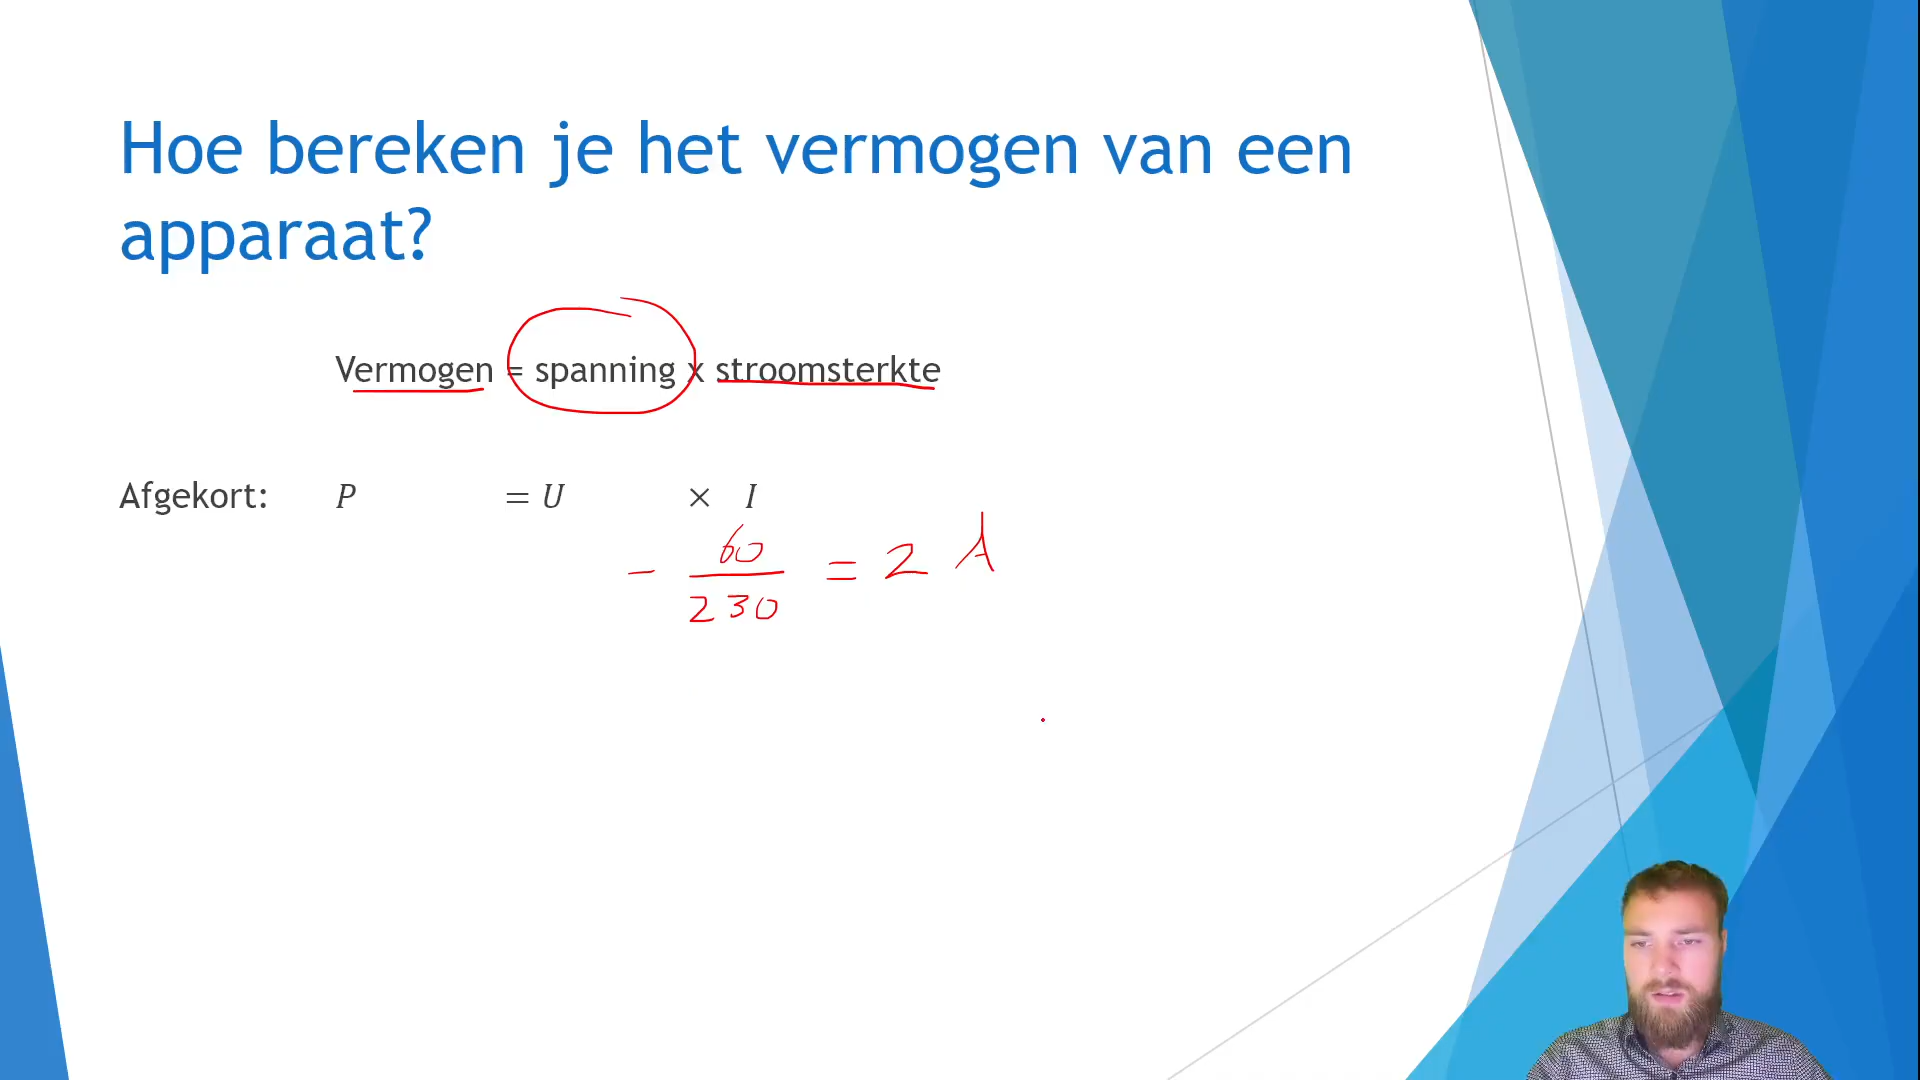 Hoe bereken je het vermogen van een
apparaat?
Vermogen = spanning x stroomsterkte
Afgekort: P = U × I
- 60/230 = 2 A